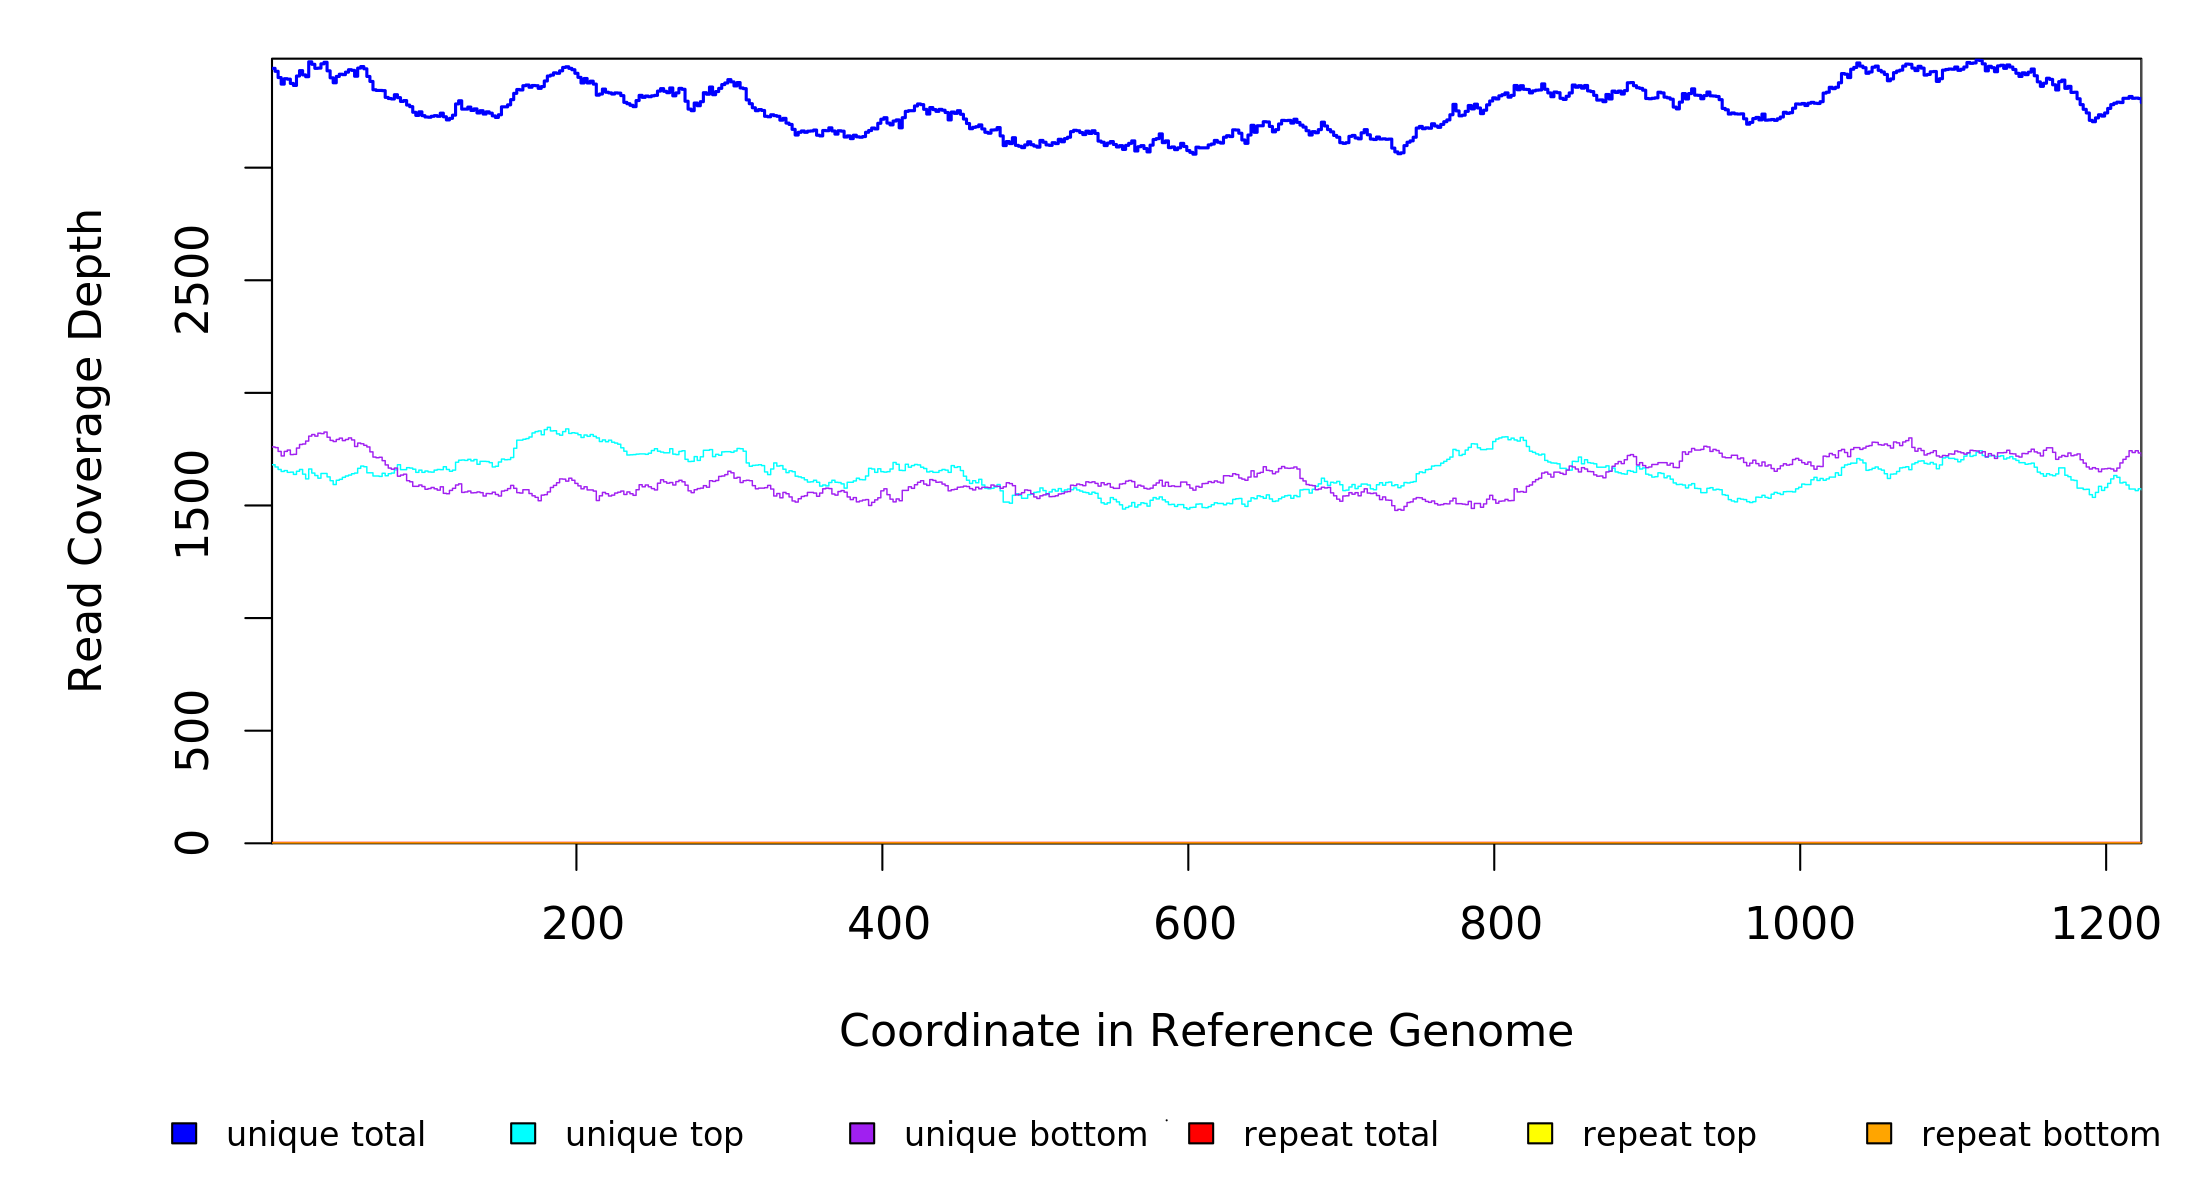 Read Coverage Depth
2500
1500
500
0
200 400 600 800 1000 1200
Coordinate in Reference Genome
unique total unique top unique bottom repeat total repeat top repeat bottom